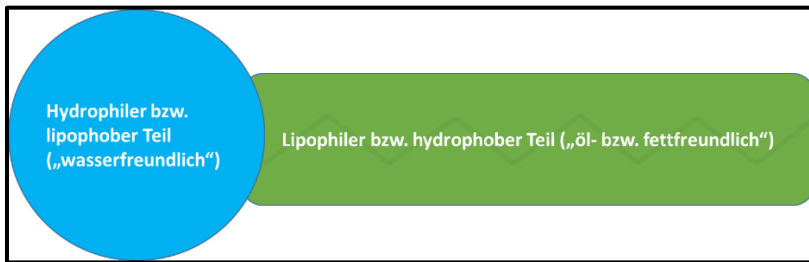 Hydrophiler bzw.
lipophober Teil
(„wasserfreundlich“)
Lipophiler bzw. hydrophober Teil („öl- bzw. fettfreundlich“)